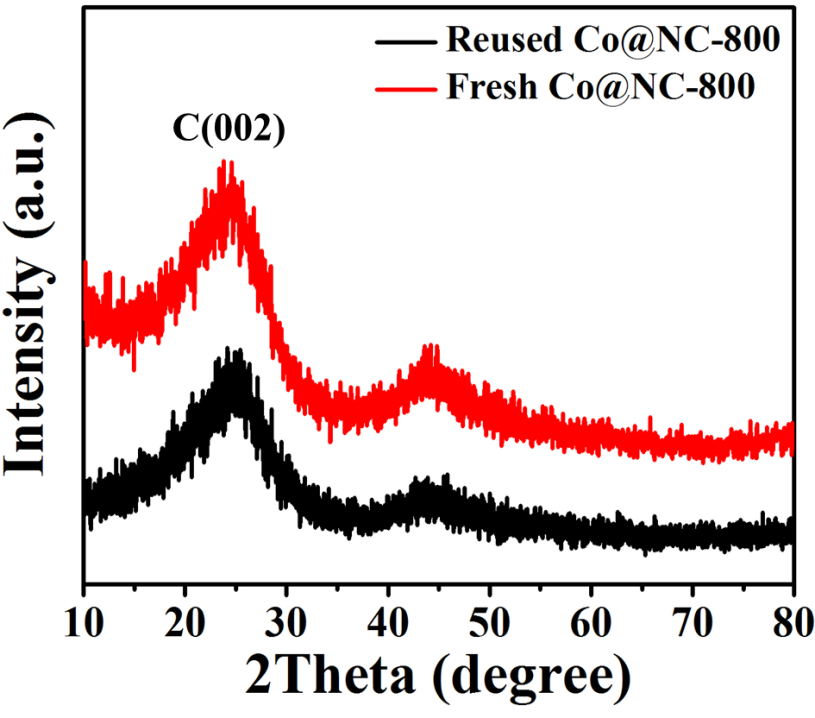 Reused Co@NC-800
Fresh Co@NC-800
C(002)
Intensity (a.u.)
10 20 30 40 50 60 70 80
2Theta (degree)